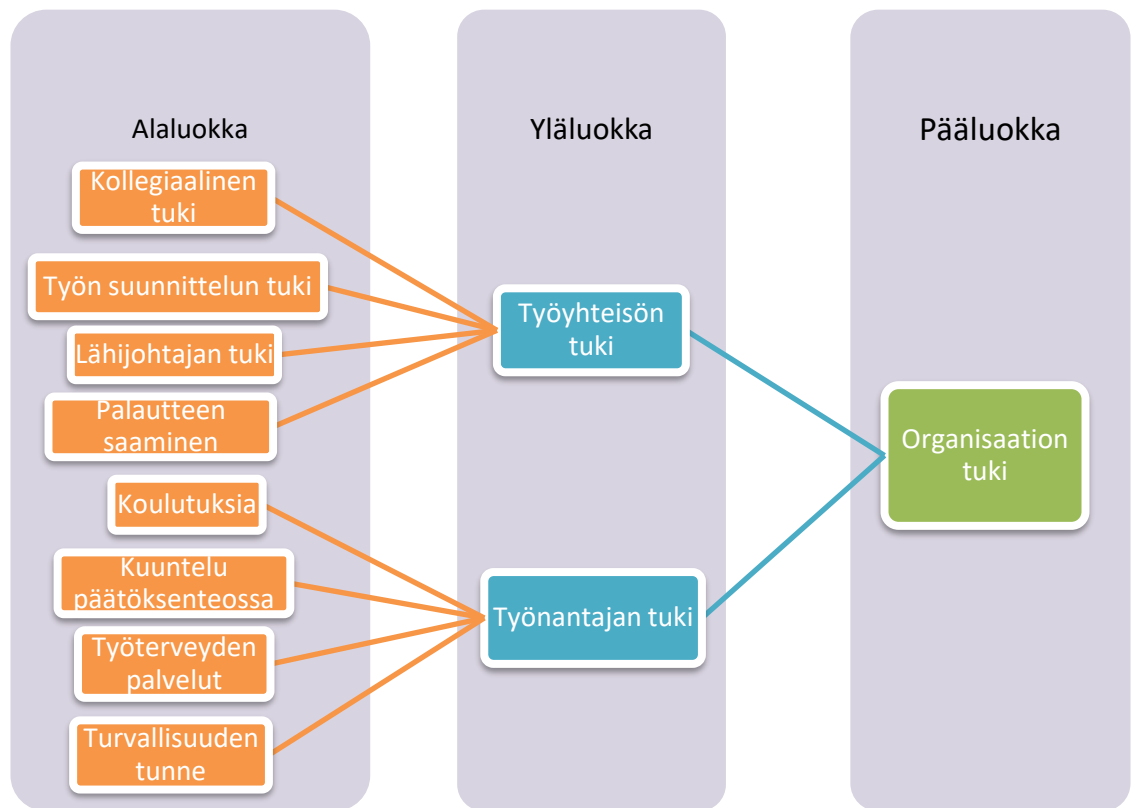 Alaluokka
Kollegiaalinen
tuki
Työn suunnittelun tuki
Lähijohtajan tuki
Palautteen
saaminen
Koulutuksia
Kuuntelu
päätöksenteossa
Työterveyden
palvelut
Turvallisuuden
tunne
Yläluokka
Työyhteisön
tuki
Työnantajan tuki
Pääluokka
Organisaation
tuki